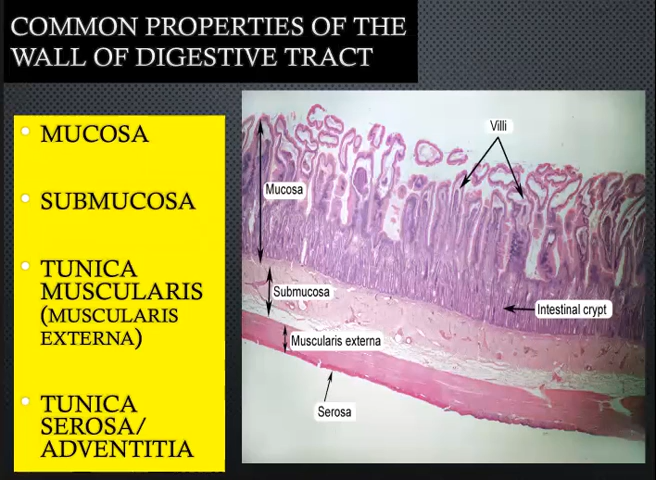 COMMON PROPERTIES OF THE
WALL OF DIGESTIVE TRACT
• MUCOSA
• SUBMUCOSA
• TUNICA
MUSCULARIS
(MUSCULARIS
EXTERNA)
• TUNICA
SEROSA/
ADVENTITIA
Villi
Mucosa
Submucosa
Intestinal crypt
Muscularis externa
Serosa